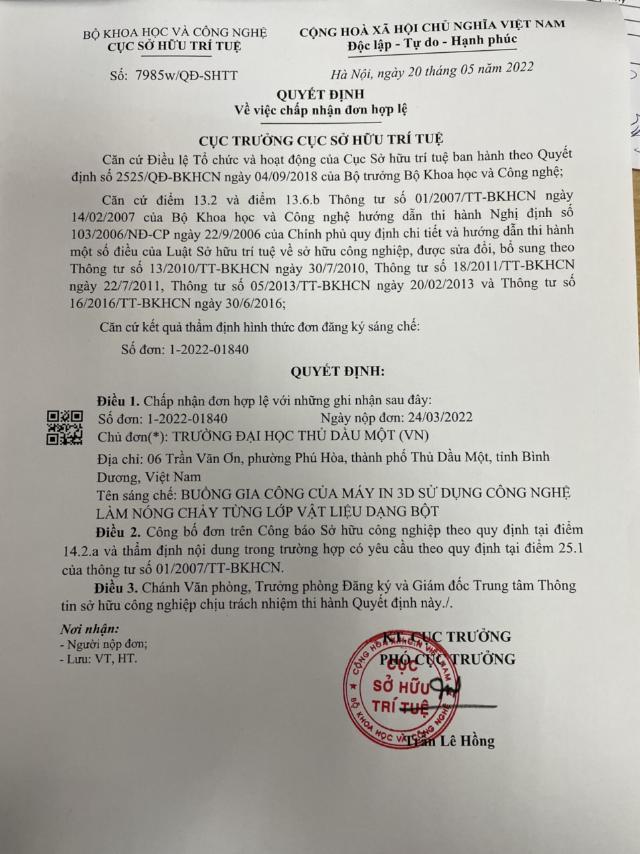 BỘ KHOA HỌC VÀ CÔNG NGHỆ
CỤC SỞ HỮU TRÍ TUỆ
CỘNG HOÀ XÃ HỘI CHỦ NGHĨA VIỆT NAM
Độc lập - Tự do - Hạnh phúc
Số: 7985w/QĐ-SHTT
Hà Nội, ngày 20 tháng 05 năm 2022
QUYẾT ĐỊNH
Về việc chấp nhận đơn hợp lệ
CỤC TRƯỞNG CỤC SỞ HỮU TRÍ TUỆ
Căn cứ Điều lệ Tổ chức và hoạt động của Cục Sở hữu trí tuệ ban hành theo Quyết
định số 2525/QĐ-BKHCN ngày 04/09/2018 của Bộ trưởng Bộ Khoa học và Công nghệ;
Căn cứ điểm 13.2 và điểm 13.6.b Thông tư số 01/2007/TT-BKHCN ngày
14/02/2007 của Bộ Khoa học và Công nghệ hướng dẫn thi hành Nghị định số
103/2006/NĐ-CP ngày 22/9/2006 của Chính phủ quy định chi tiết và hướng dẫn thi hành
một số điều của Luật Sở hữu trí tuệ về sở hữu công nghiệp, được sửa đổi, bổ sung theo
Thông tư số 13/2010/TT-BKHCN ngày 30/7/2010, Thông tư số 18/2011/TT-BKHCN
ngày 22/7/2011, Thông tư số 05/2013/TT-BKHCN ngày 20/02/2013 và Thông tư số
16/2016/TT-BKHCN ngày 30/6/2016;
Căn cứ kết quả thẩm định hình thức đơn đăng ký sáng chế:
Số đơn: 1-2022-01840
QUYẾT ĐỊNH:
Điều 1. Chấp nhận đơn hợp lệ với những ghi nhận sau đây:
Số đơn: 1-2022-01840 Ngày nộp đơn: 24/03/2022
Chủ đơn(*): TRƯỜNG ĐẠI HỌC THỦ DẦU MỘT (VN)
Địa chỉ: 06 Trần Văn Ơn, phường Phú Hòa, thành phố Thủ Dầu Một, tỉnh Bình
Dương, Việt Nam
Tên sáng chế: BUỒNG GIA CÔNG CỦA MÁY IN 3D SỬ DỤNG CÔNG NGHỆ
LÀM NÓNG CHẢY TỪNG LỚP VẬT LIỆU DẠNG BỘT
Điều 2. Công bố đơn trên Công báo Sở hữu công nghiệp theo quy định tại điểm
14.2.a và thẩm định nội dung trong trường hợp có yêu cầu theo quy định tại điểm 25.1
của thông tư số 01/2007/TT-BKHCN.
Điều 3. Chánh Văn phòng, Trưởng phòng Đăng ký và Giám đốc Trung tâm Thông
tin sở hữu công nghiệp chịu trách nhiệm thi hành Quyết định này./.
Nơi nhận:
- Người nộp đơn;
- Lưu: VT, HT.
KT. CỤC TRƯỞNG
PHÓ CỤC TRƯỞNG
CỘNG HÒA XHCN VIỆT NAM
CỤC
SỞ HỮU
TRÍ TUỆ
BỘ KHOA HỌC VÀ CÔNG NGHỆ
Trần Lê Hồng